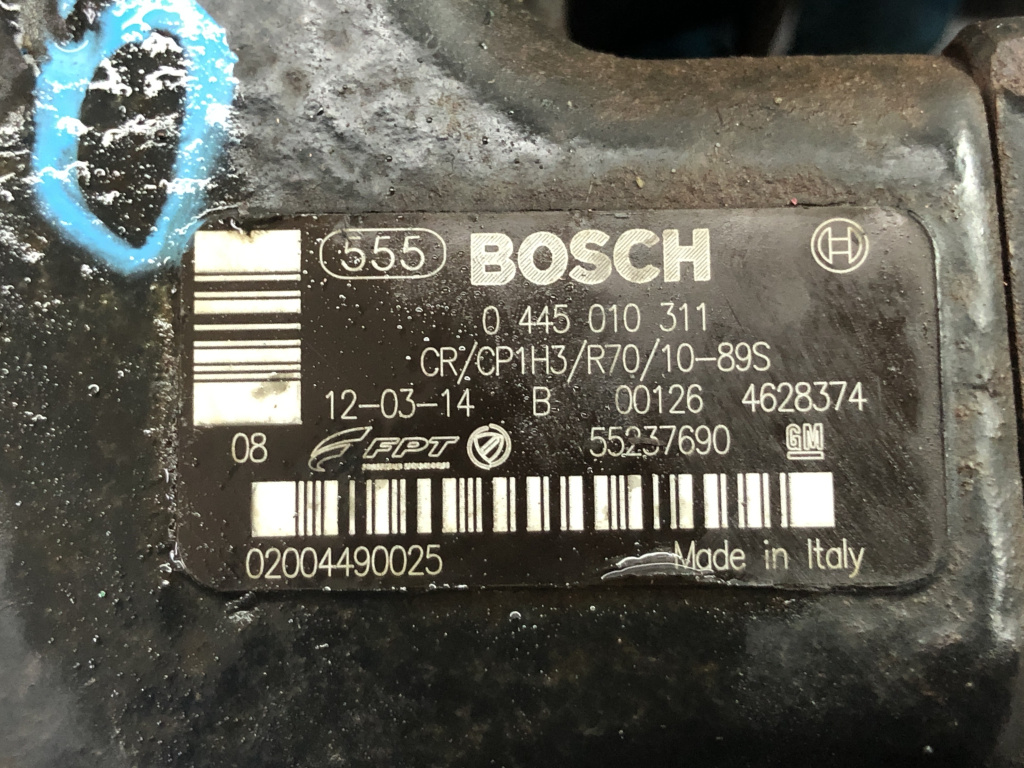 555 BOSCH H
0 445 010 311
CR/CP1H3/R70/10-89S
12-03-14 B 00126 4628374
08 FPT 55237690 GM
02004490025 Made in Italy